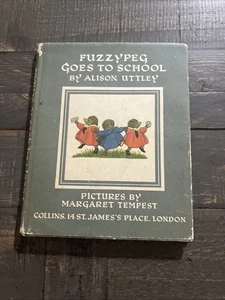 FUZZYPEG
GOES TO SCHOOL
BY ALISON UTTLEY
PICTURES BY
MARGARET TEMPEST
COLLINS. 14 ST. JAMES'S PLACE. LONDON